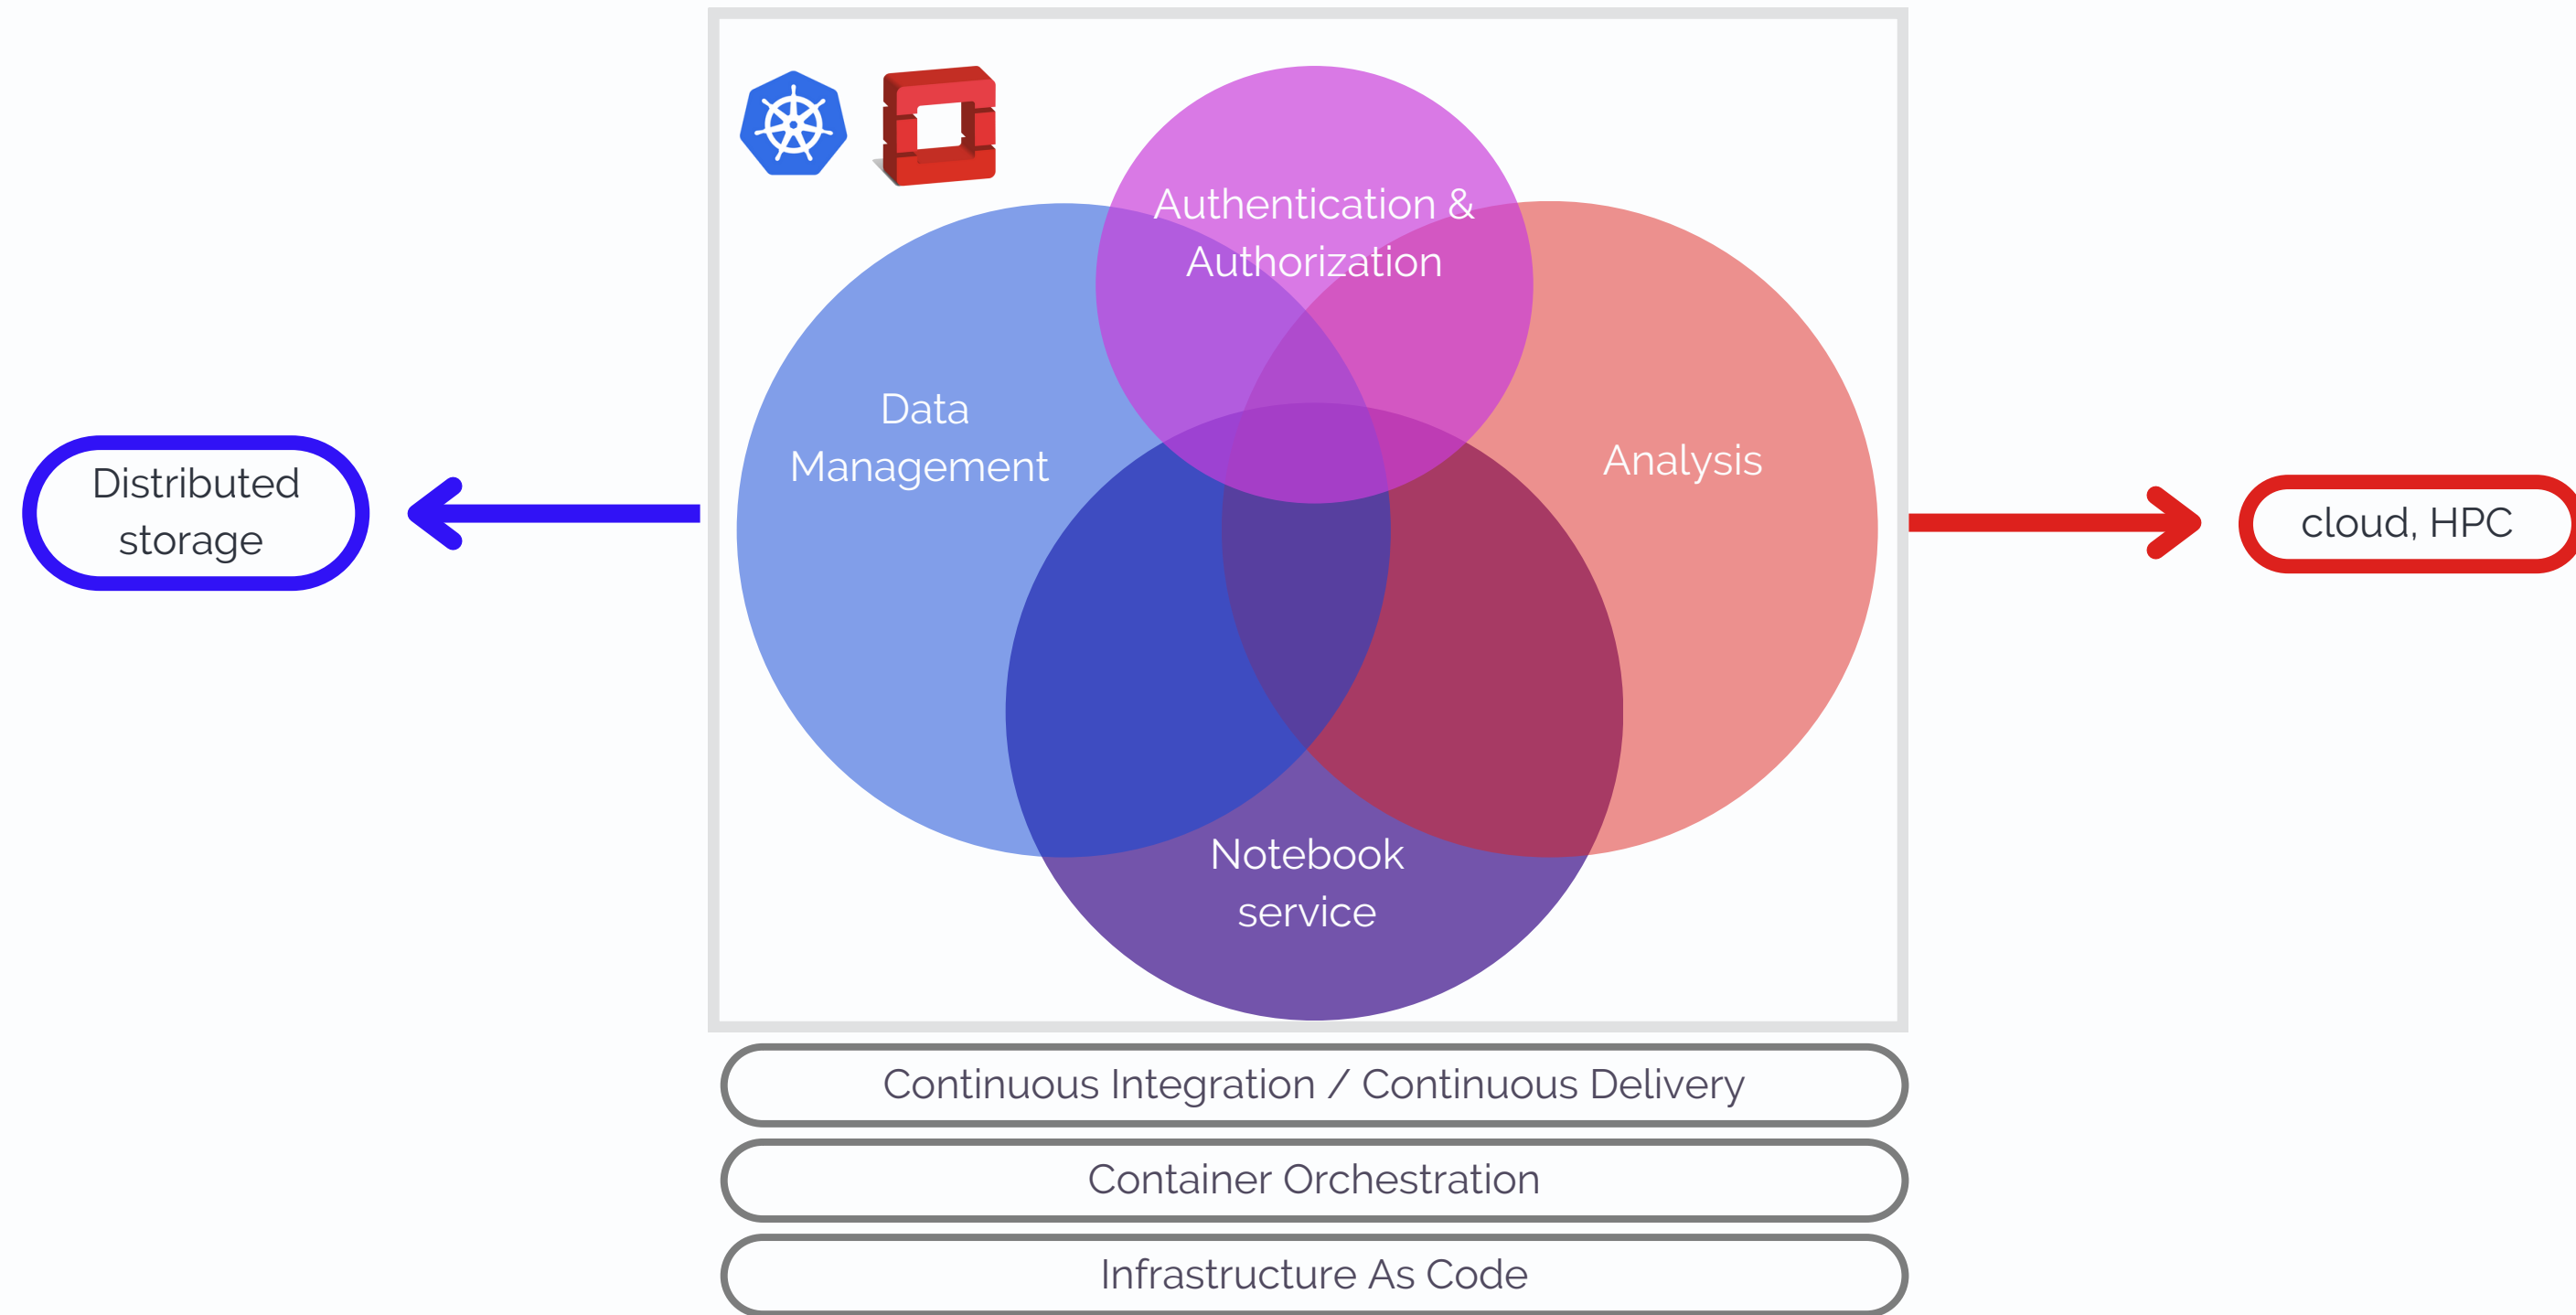 Authentication &
Authorization
Data
Management
Analysis
Distributed
storage
cloud, HPC
Notebook
service
Continuous Integration / Continuous Delivery
Container Orchestration
Infrastructure As Code